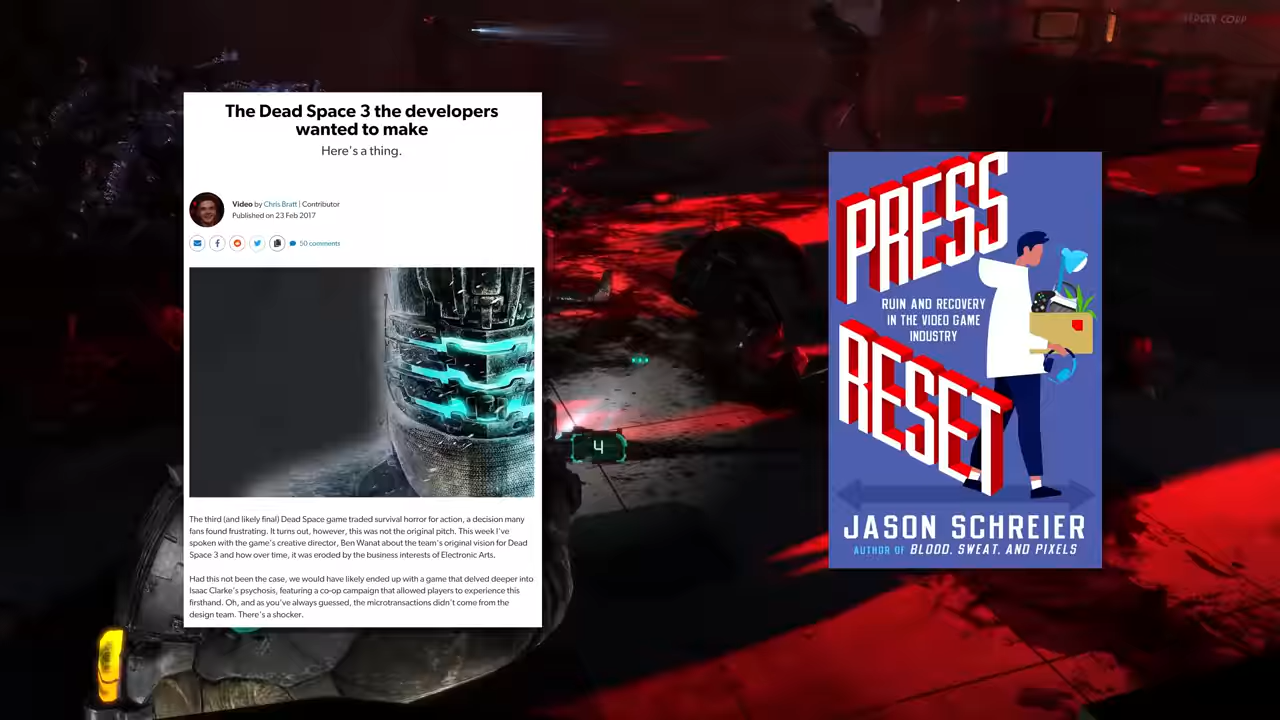 The Dead Space 3 the developers
wanted to make
Here's a thing.
Video by Chris Bratt | Contributor
Published on 23 Feb 2017
50 comments
The third (and likely final) Dead Space game traded survival horror for action, a decision many
fans found frustrating. It turns out, however, this was not the original pitch. This week I've
spoken with the game's creative director, Ben Wanat about the team's original vision for Dead
Space 3 and how over time, it was eroded by the business interests of Electronic Arts.
Had this not been the case, we would have likely ended up with a game that delved deeper into
Isaac Clarke's psychosis, featuring a co-op campaign that allowed players to experience this
firsthand. Oh, and as you've always guessed, the microtransactions didn't come from the
design team. There's a shocker.
4
PRESS
RUIN AND RECOVERY
IN THE VIDEO GAME
INDUSTRY
RESET
JASON SCHREIER
AUTHOR OF BLOOD, SWEAT, AND PIXELS